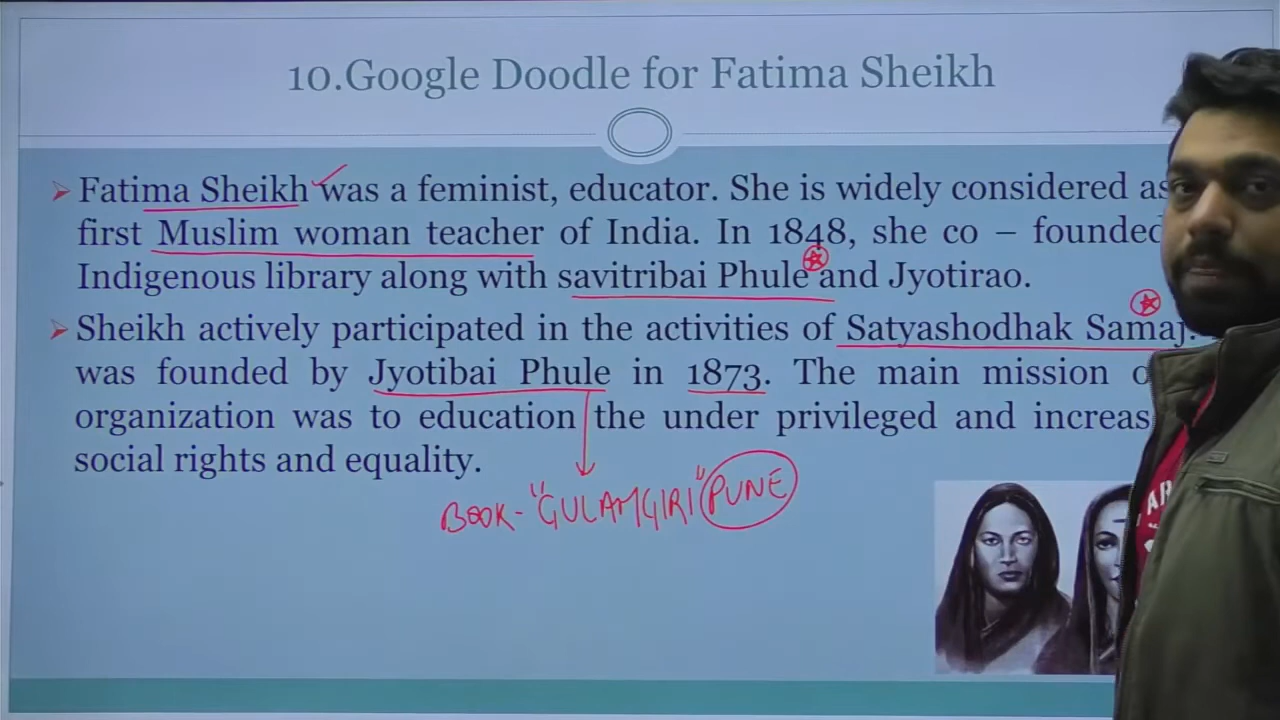 10.Google Doodle for Fatima Sheikh
➢ Fatima Sheikh was a feminist, educator. She is widely considered as
first Muslim woman teacher of India. In 1848, she co – founded
Indigenous library along with savitribai Phule and Jyotirao.
➢ Sheikh actively participated in the activities of Satyashodhak Samaj.
was founded by Jyotibai Phule in 1873. The main mission
organization was to education the under privileged and increas
social rights and equality.
BOOK- "GULAMGIRI" PUNE
AR